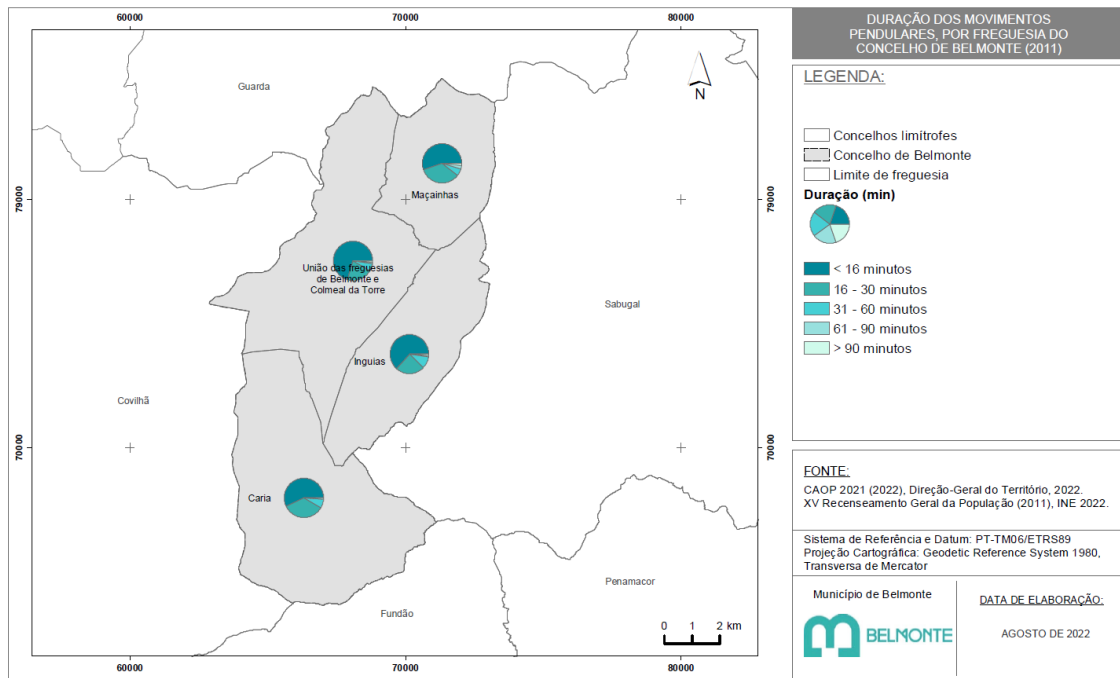 60000
70000
80000
79000
79000
70000
70000
Guarda
N
Maçainhas
União das freguesias
de Belmonte e
Colmeal da Torre
Sabugal
Inguias
Covilhã
Caria
Penamacor
Fundão
0 1 2 km
60000
70000
80000
DURAÇÃO DOS MOVIMENTOS
PENDULARES, POR FREGUESIA DO
CONCELHO DE BELMONTE (2011)
LEGENDA:
Concelhos limítrofes
Concelho de Belmonte
Limite de freguesia
Duração (min)
< 16 minutos
16 - 30 minutos
31 - 60 minutos
61 - 90 minutos
> 90 minutos
FONTE:
CAOP 2021 (2022), Direção-Geral do Território, 2022.
XV Recenseamento Geral da População (2011), INE 2022.
Sistema de Referência e Datum: PT-TM06/ETRS89
Projeção Cartográfica: Geodetic Reference System 1980,
Transversa de Mercator
Município de Belmonte
BELMONTE
DATA DE ELABORAÇÃO:
AGOSTO DE 2022